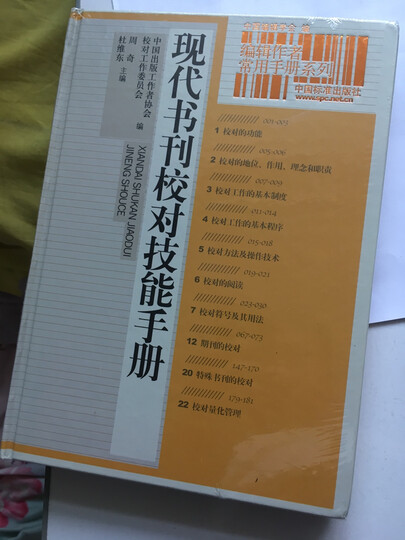 编辑作者
常用手册系列
中国标准出版社
www.spc.net.cn
现代书刊校对技能手册
XIANDAI SHUKAN JIAODUI
JINENG SHOUCE
中国出版工作者协会
校对工作委员会 编
周奇
杜维东 主编
001-003
1 校对的功能
005-006
2 校对的地位、作用、理念和职责
007-009
3 校对工作的基本制度
011-014
4 校对工作的基本程序
015-018
5 校对方法及操作技术
019-021
6 校对的阅读
023-030
7 校对符号及其用法
067-073
12 期刊的校对
147-170
20 特殊书刊的校对
179-181
22 校对量化管理